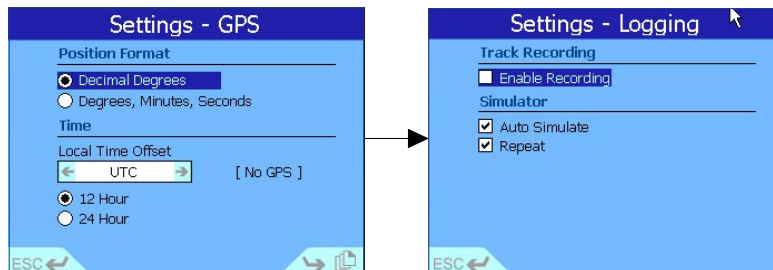 Settings - GPS
Position Format
Decimal Degrees
Degrees, Minutes, Seconds
Time
Local Time Offset
UTC
[ No GPS ]
12 Hour
24 Hour
ESC
Settings - Logging
Track Recording
Enable Recording
Simulator
Auto Simulate
Repeat
ESC